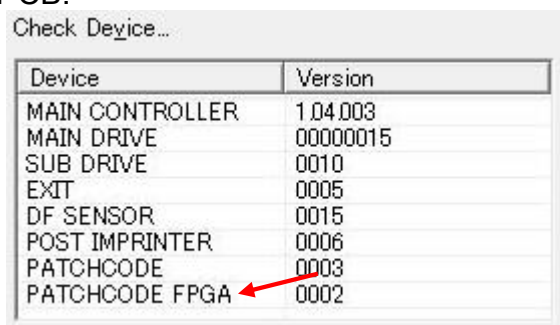 Check Device...
Device Version
MAIN CONTROLLER 1.04.003
MAIN DRIVE 00000015
SUB DRIVE 0010
EXIT 0005
DF SENSOR 0015
POST IMPRINTER 0006
PATCHCODE 0003
PATCHCODE FPGA 0002